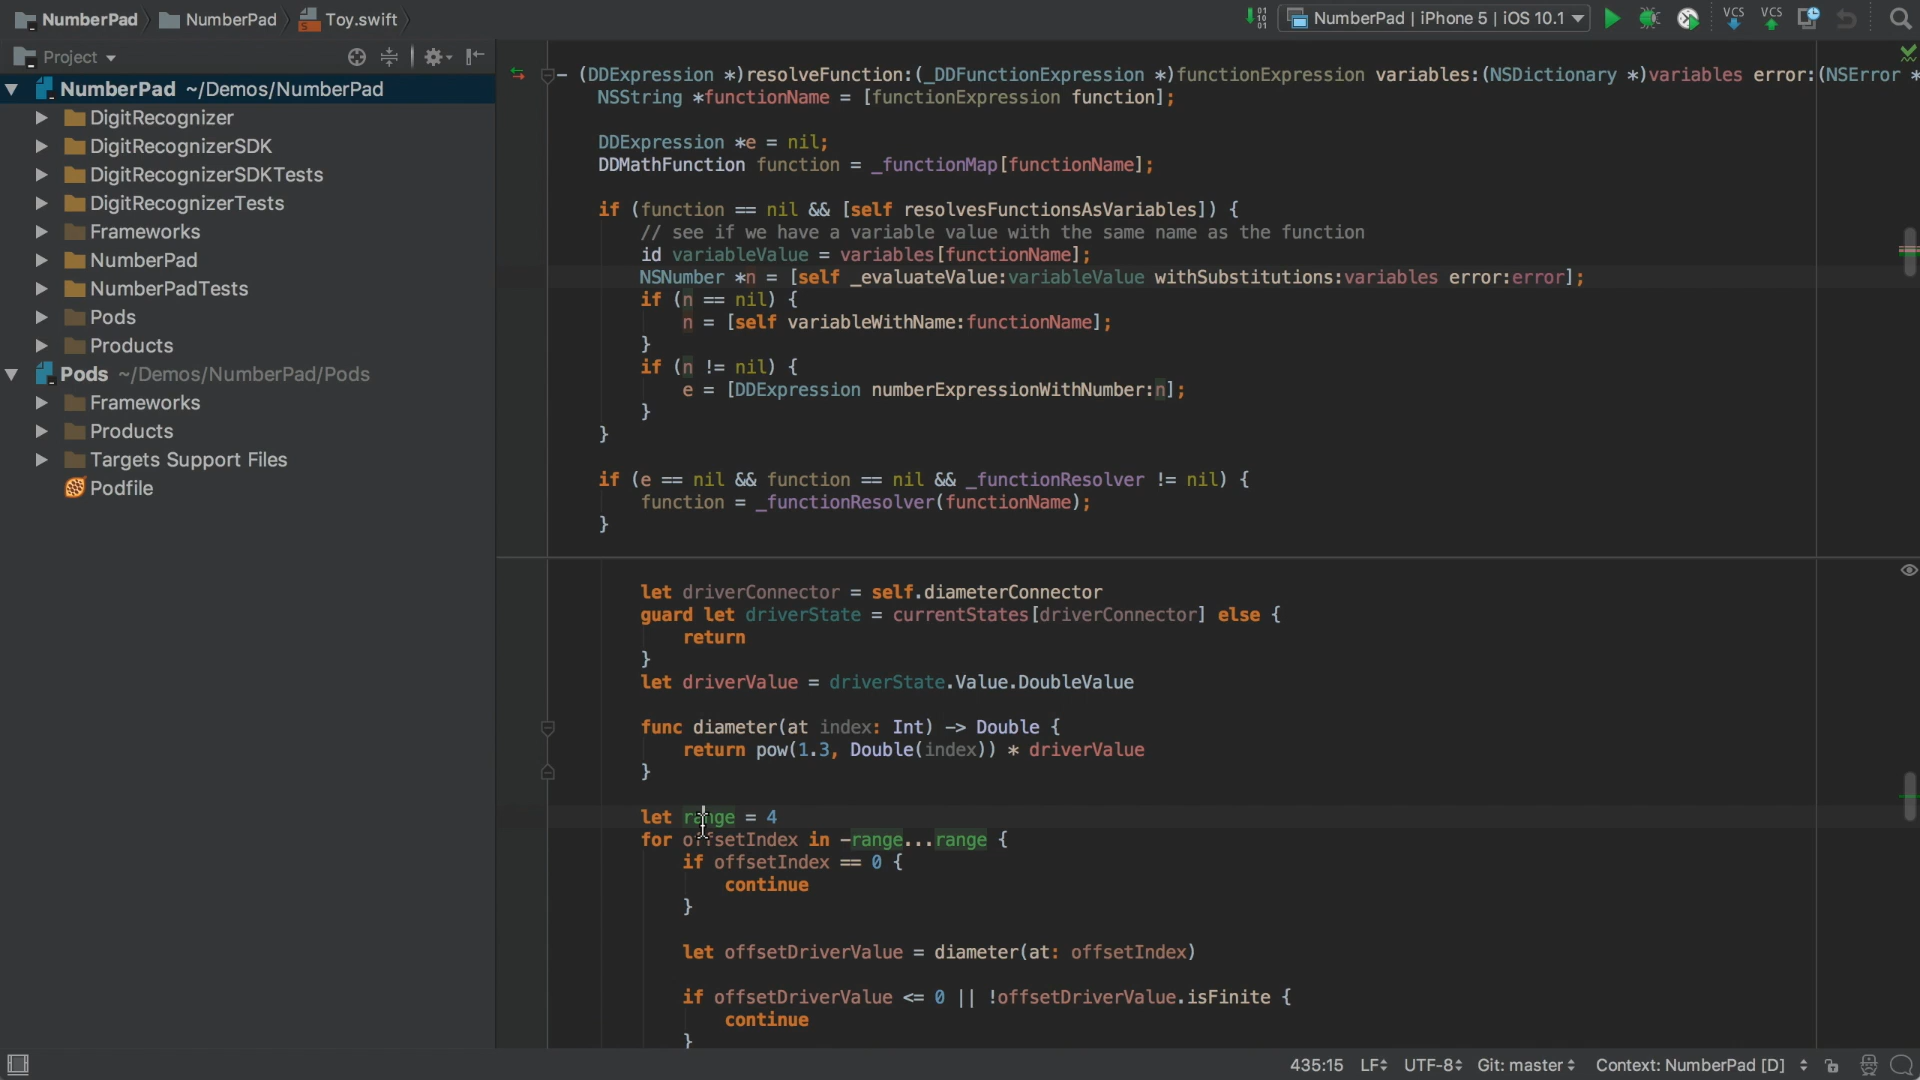 NumberPad NumberPad Toy.swift
NumberPad | iPhone 5 | iOS 10.1
VCS VCS
Project
NumberPad ~/Demos/NumberPad
DigitRecognizer
DigitRecognizerSDK
DigitRecognizerSDKTests
DigitRecognizerTests
Frameworks
NumberPad
NumberPadTests
Pods
Products
Pods ~/Demos/NumberPad/Pods
Frameworks
Products
Targets Support Files
Podfile
- (DDExpression *)resolveFunction:(_DDFunctionExpression *)functionExpression variables:(NSDictionary *)variables error:(NSError *
NSString *functionName = [functionExpression function];
DDExpression *e = nil;
DDMathFunction function = _functionMap[functionName];
if (function == nil && [self resolvesFunctionsAsVariables]) {
// see if we have a variable value with the same name as the function
id variableValue = variables[functionName];
NSNumber *n = [self _evaluateValue:variableValue withSubstitutions:variables error:error];
if (n == nil) {
n = [self variableWithName:functionName];
}
if (n != nil) {
e = [DDExpression numberExpressionWithNumber:n];
}
}
if (e == nil && function == nil && _functionResolver != nil) {
function = _functionResolver(functionName);
}
let driverConnector = self.diameterConnector
guard let driverState = currentStates[driverConnector] else {
return
}
let driverValue = driverState.Value.DoubleValue
func diameter(at index: Int) -> Double {
return pow(1.3, Double(index)) * driverValue
}
let range = 4
for offsetIndex in -range...range {
if offsetIndex == 0 {
continue
}
let offsetDriverValue = diameter(at: offsetIndex)
if offsetDriverValue <= 0 || !offsetDriverValue.isFinite {
continue
}
435:15 LF UTF-8 Git: master Context: NumberPad [D]